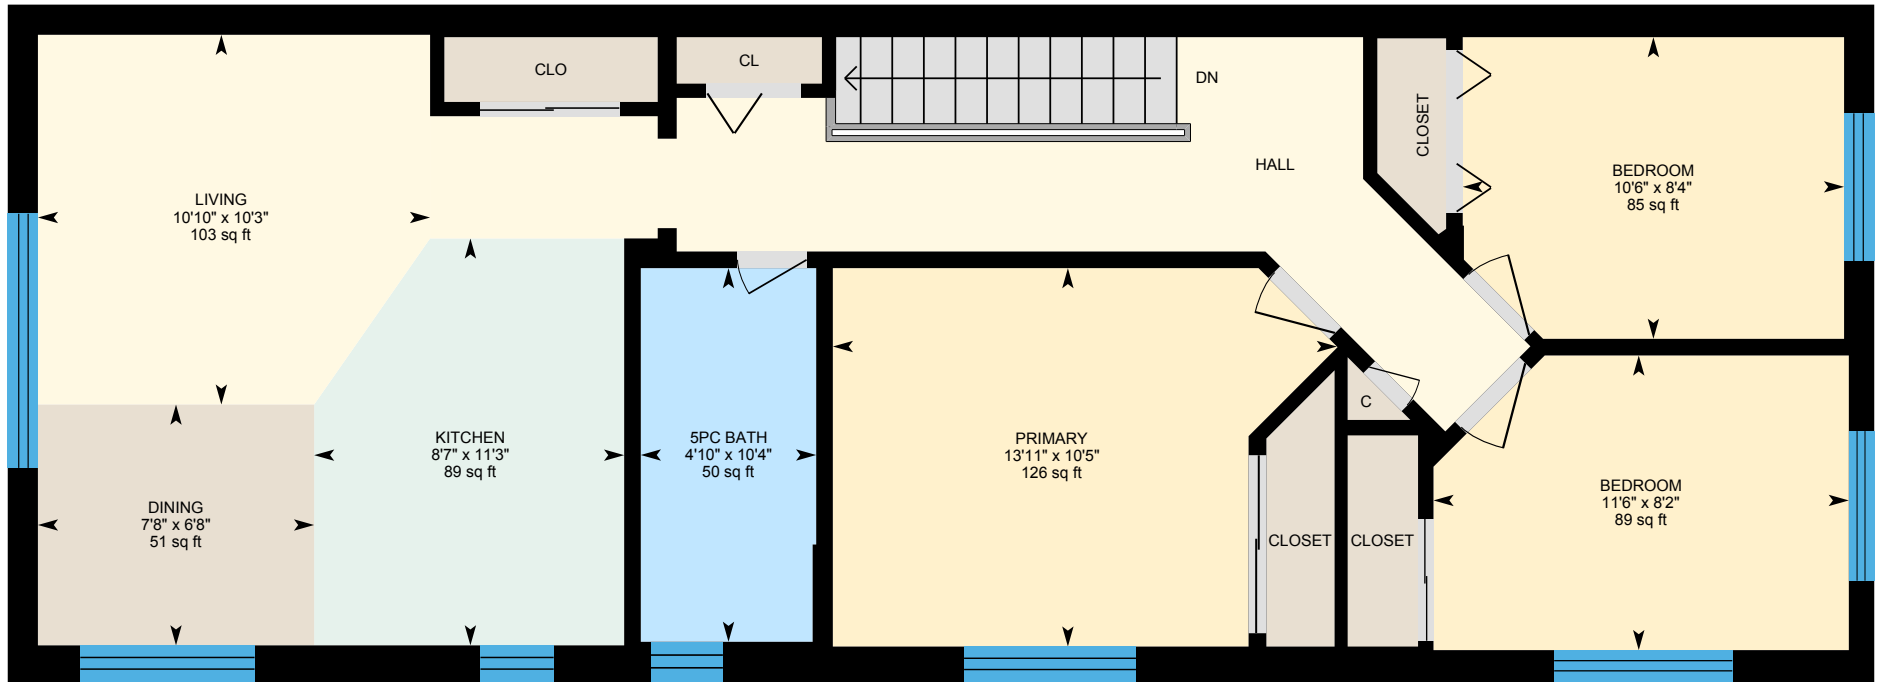 CLO
CL
DN
CLOSET
HALL
BEDROOM
10'6" x 8'4"
85 sq ft
LIVING
10'10" x 10'3"
103 sq ft
KITCHEN
8'7" x 11'3"
89 sq ft
5PC BATH
4'10" x 10'4"
50 sq ft
PRIMARY
13'11" x 10'5"
126 sq ft
C
DINING
7'8" x 6'8"
51 sq ft
CLOSET
CLOSET
BEDROOM
11'6" x 8'2"
89 sq ft